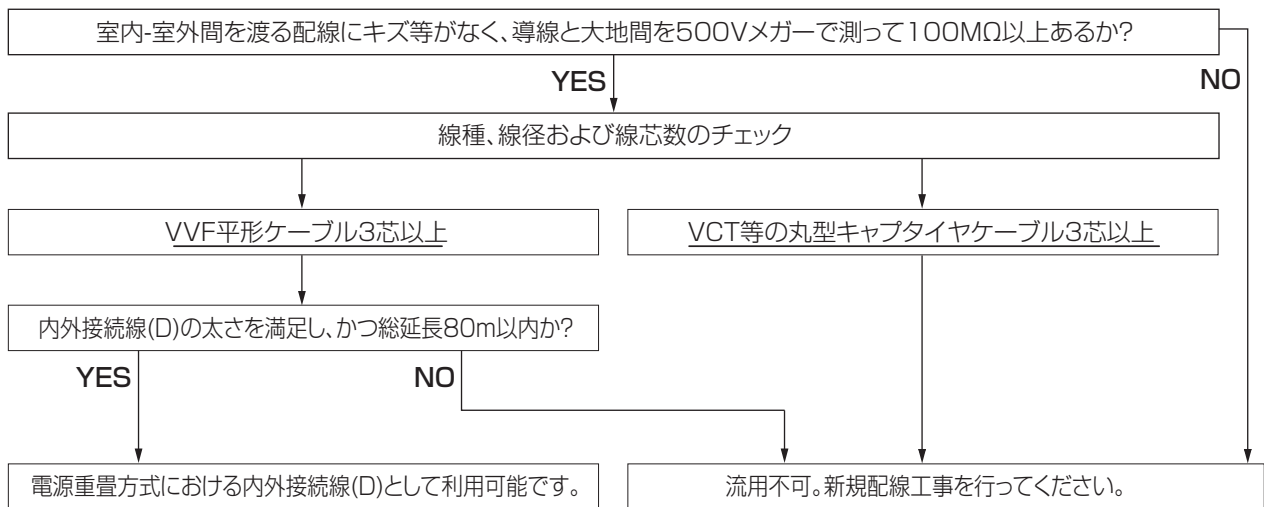 室内-室外間を渡る配線にキズ等がなく、導線と大地間を500Vメガーで測って100MΩ以上あるか?
YES
NO
線種、線径および線芯数のチェック
VVF平形ケーブル3芯以上
VCT等の丸型キャブタイヤケーブル3芯以上
内外接続線(D)の太さを満足し、かつ総延長80m以内か?
YES
NO
電源重畳方式における内外接続線(D)として利用可能です。
流用不可。新規配線工事を行ってください。